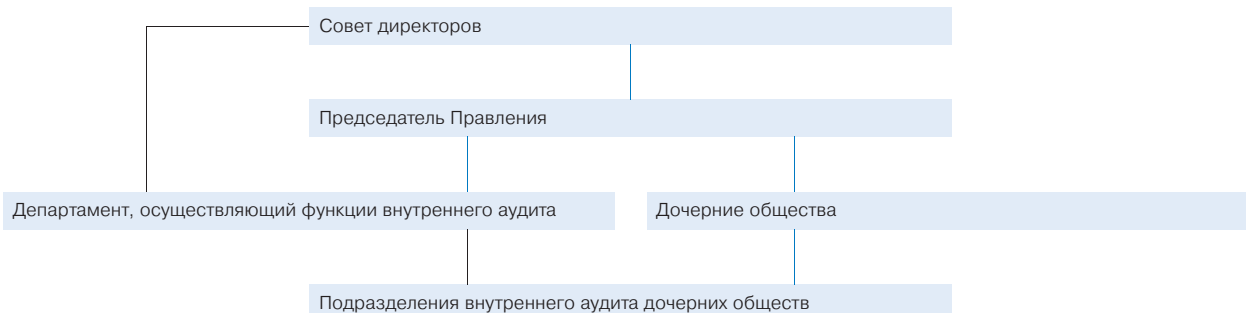 Совет директоров
Председатель Правления
Департамент, осуществляющий функции внутреннего аудита
Дочерние общества
Подразделения внутреннего аудита дочерних обществ